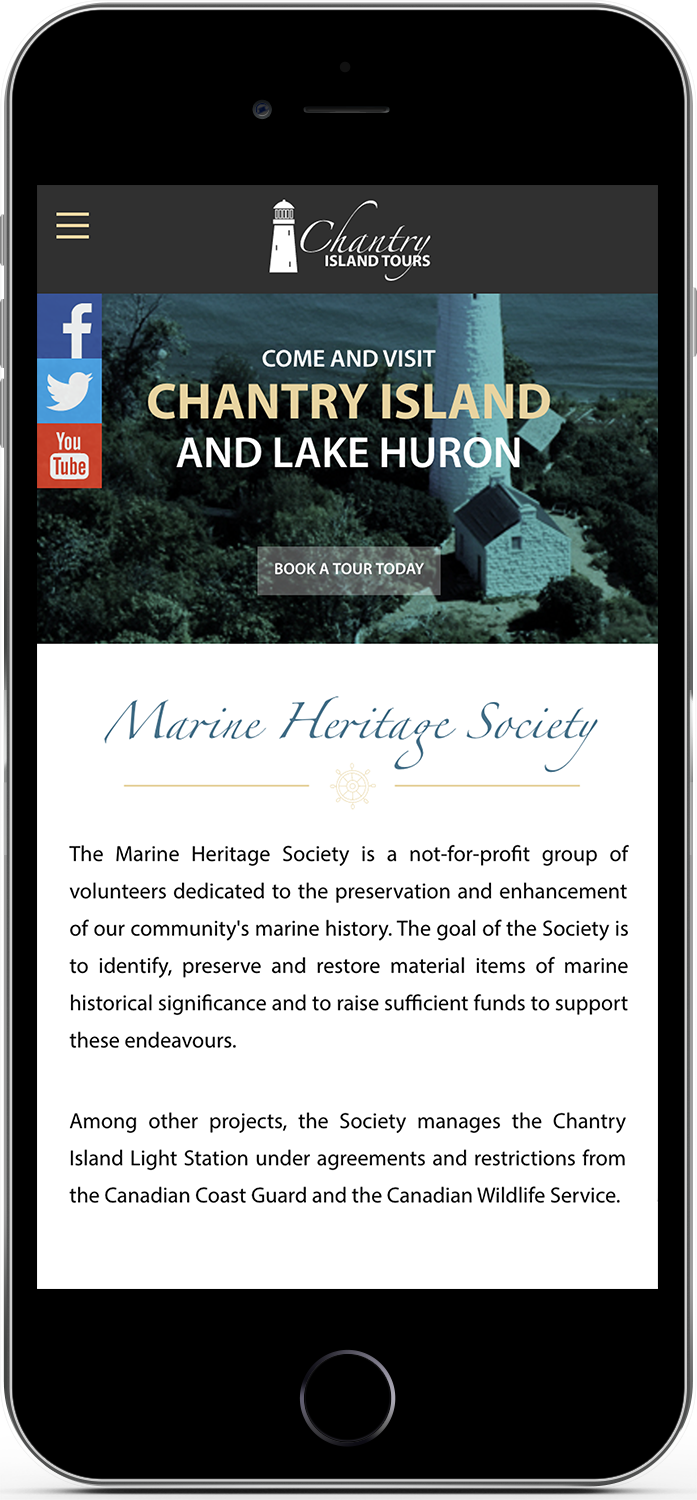 Chantry
ISLAND TOURS
f
You
Tube
COME AND VISIT
CHANTRY ISLAND
AND LAKE HURON
BOOK A TOUR TODAY
Marine Heritage Society
The Marine Heritage Society is a not-for-profit group of
volunteers dedicated to the preservation and enhancement
of our community's marine history. The goal of the Society is
to identify, preserve and restore material items of marine
historical significance and to raise sufficient funds to support
these endeavours.
Among other projects, the Society manages the Chantry
Island Light Station under agreements and restrictions from
the Canadian Coast Guard and the Canadian Wildlife Service.